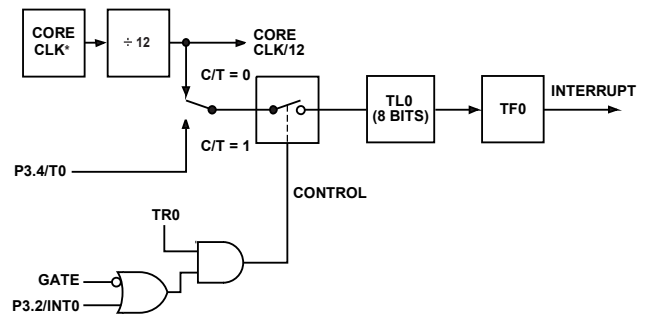 CORE
CLK*
÷ 12
CORE
CLK/12
C/T = 0
C/T = 1
TL0
(8 BITS)
TF0
INTERRUPT
P3.4/T0
CONTROL
TR0
GATE
P3.2/INT0